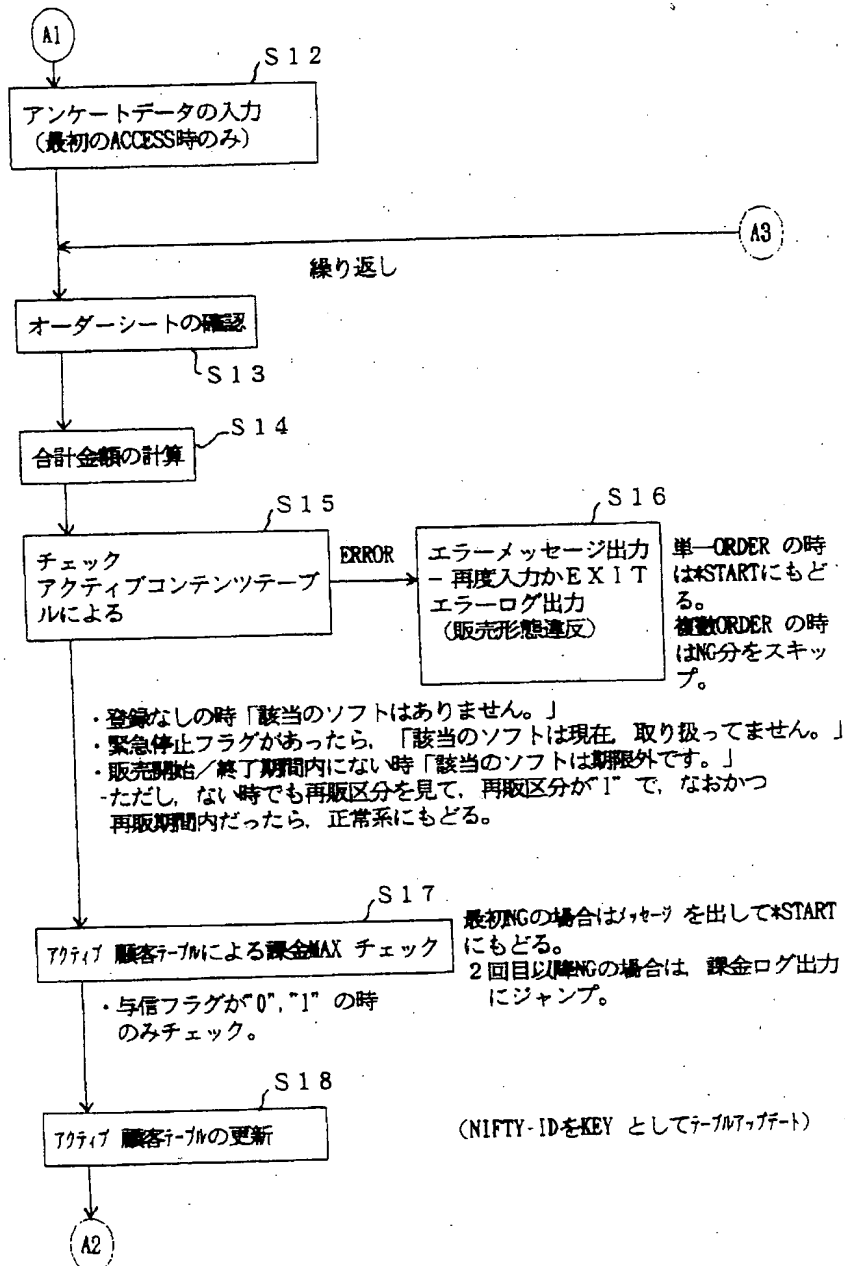 A1
S12
アンケートデータの入力
（最初のACCESS時のみ）
A3
繰り返し
オーダーシートの確認
S13
S14
合計金額の計算
S15
チェック
アクティブコンテンツテーブ
ルによる
ERROR
S16
エラーメッセージ出力
－再度入力かEXIT
エラーログ出力
（販売形態違反）
単一ORDER の時
は*STARTにもど
る。
複数ORDER の時
はNG分をスキッ
プ。
・登録なしの時「該当のソフトはありません。」
・緊急停止フラグがあったら，「該当のソフトは現在，取り扱ってません。」
・販売開始／終了期間内にない時「該当のソフトは期限外です。」
-ただし，ない時でも再販区分を見て，再販区分が"1" で，なおかつ
再販期間内だったら，正常系にもどる。
S17
アクティブ 顧客テーブルによる課金MAX チェック
最初NGの場合はメッセージ を出して*START
にもどる。
２回目以降NGの場合は，課金ログ出力
にジャンプ。
・与信フラグが"0","1" の時
のみチェック。
S18
アクティブ 顧客テーブルの更新
（NIFTY-IDをKEY としてテーブルアップデート）
A2